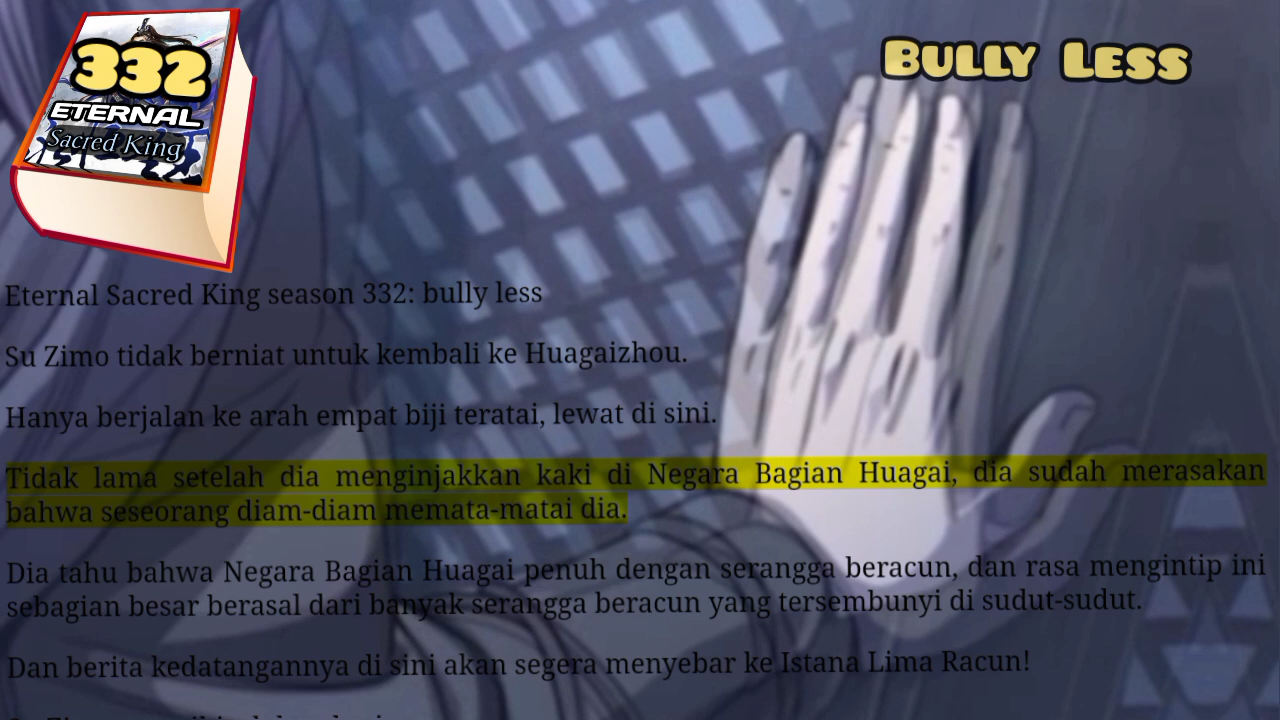 332
ETERNAL
Sacred King
BULLY LESS
Eternal Sacred King season 332: bully less
Su Zimo tidak berniat untuk kembali ke Huagaizhou.
Hanya berjalan ke arah empat biji teratai, lewat di sini.
Tidak lama setelah dia menginjakkan kaki di Negara Bagian Huagai, dia sudah merasakan
bahwa seseorang diam-diam memata-matai dia.
Dia tahu bahwa Negara Bagian Huagai penuh dengan serangga beracun, dan rasa mengintip ini
sebagian besar berasal dari banyak serangga beracun yang tersembunyi di sudut-sudut.
Dan berita kedatangannya di sini akan segera menyebar ke Istana Lima Racun!